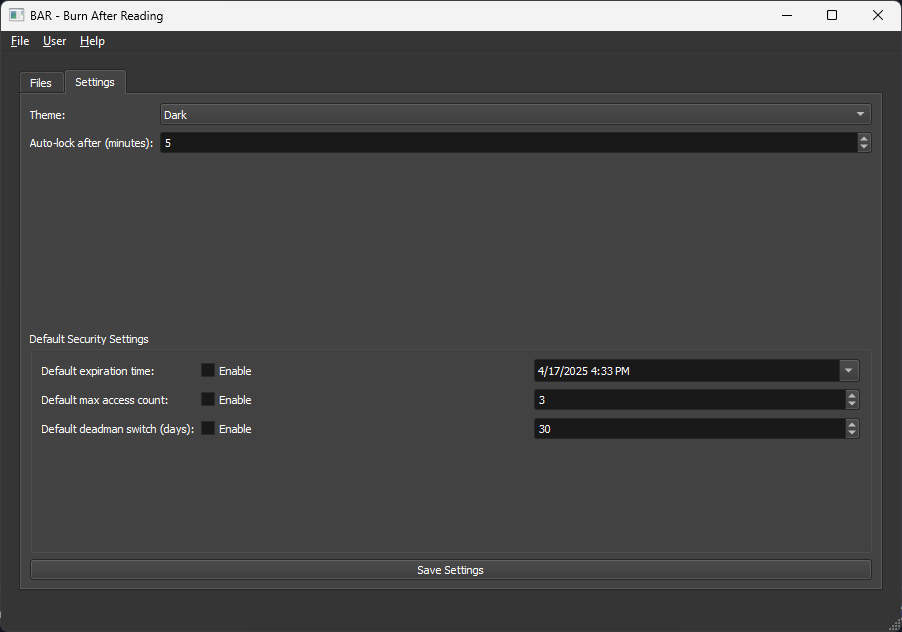 BAR - Burn After Reading
File User Help
Files Settings
Theme: Dark
Auto-lock after (minutes): 5
Default Security Settings
Default expiration time: Enable 4/17/2025 4:33 PM
Default max access count: Enable 3
Default deadman switch (days): Enable 30
Save Settings